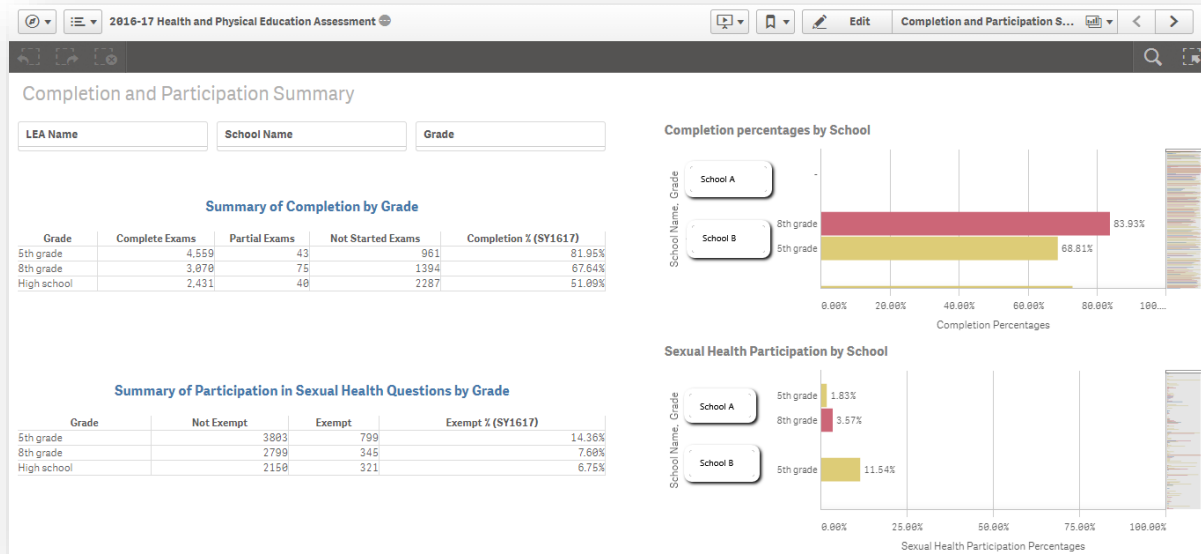 2016-17 Health and Physical Education Assessment
Edit
Completion and Participation S...
Completion and Participation Summary
LEA Name
School Name
Grade
Summary of Completion by Grade
Grade Complete Exams Partial Exams Not Started Exams Completion % (SY1617)
5th grade 4,559 43 961 81.95%
8th grade 3,070 75 1394 67.64%
High school 2,431 40 2287 51.09%
Summary of Participation in Sexual Health Questions by Grade
Grade Not Exempt Exempt Exempt % (SY1617)
5th grade 3803 799 14.36%
8th grade 2799 345 7.60%
High school 2150 321 6.75%
Completion percentages by School
School Name, Grade
School A
-
School B
8th grade 83.93%
5th grade 68.81%
0.00% 20.00% 40.00% 60.00% 80.00% 100....
Completion Percentages
Sexual Health Participation by School
School Name, Grade
School A
5th grade 1.83%
8th grade 3.57%
School B
5th grade 11.54%
0.00% 25.00% 50.00% 75.00% 100.00%
Sexual Health Participation Percentages